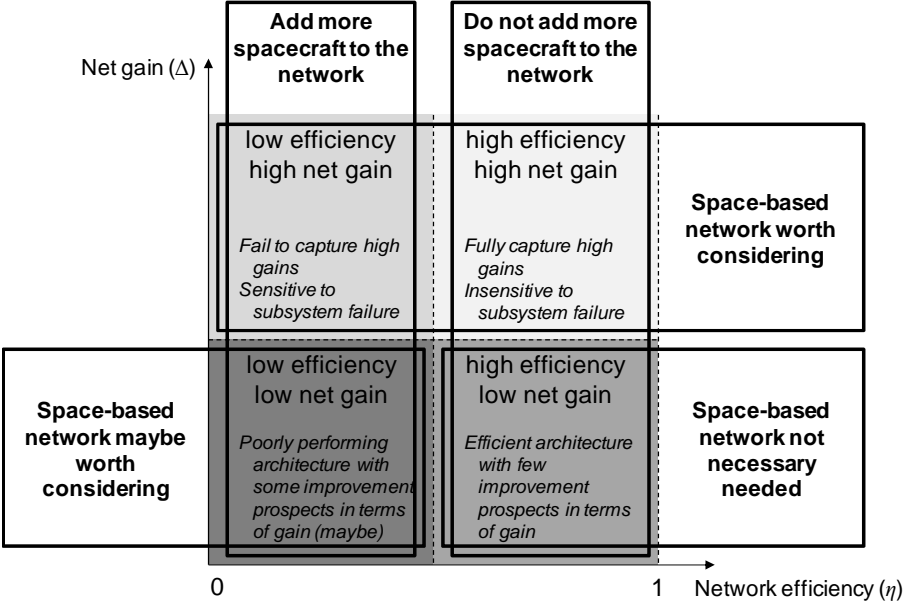 Add more
spacecraft to the
network
Do not add more
spacecraft to the
network
Net gain (Δ)
low efficiency
high net gain
Fail to capture high
gains
Sensitive to
subsystem failure
high efficiency
high net gain
Fully capture high
gains
Insensitive to
subsystem failure
Space-based
network worth
considering
Space-based
network maybe
worth
considering
low efficiency
low net gain
Poorly performing
architecture with
some improvement
prospects in terms
of gain (maybe)
high efficiency
low net gain
Efficient architecture
with few
improvement
prospects in terms
of gain
Space-based
network not
necessary
needed
0
1
Network efficiency (η)